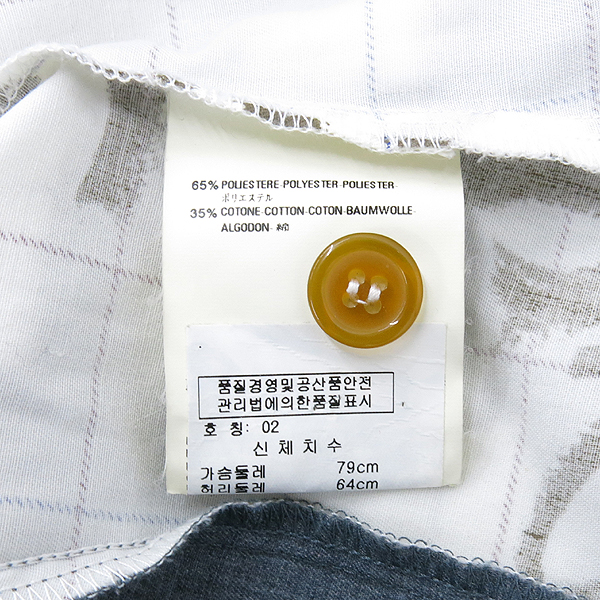 65% POLIESTERE-POLYESTER-POLIESTER-
ポリエステル
35% COTONE-COTTON-COTON-BAUMWOLLE
ALGODON- 綿
품질경영및공산품안전
관리법에의한품질표시
호 칭: 02
신체치수
가슴둘레 79cm
허리둘레 64cm